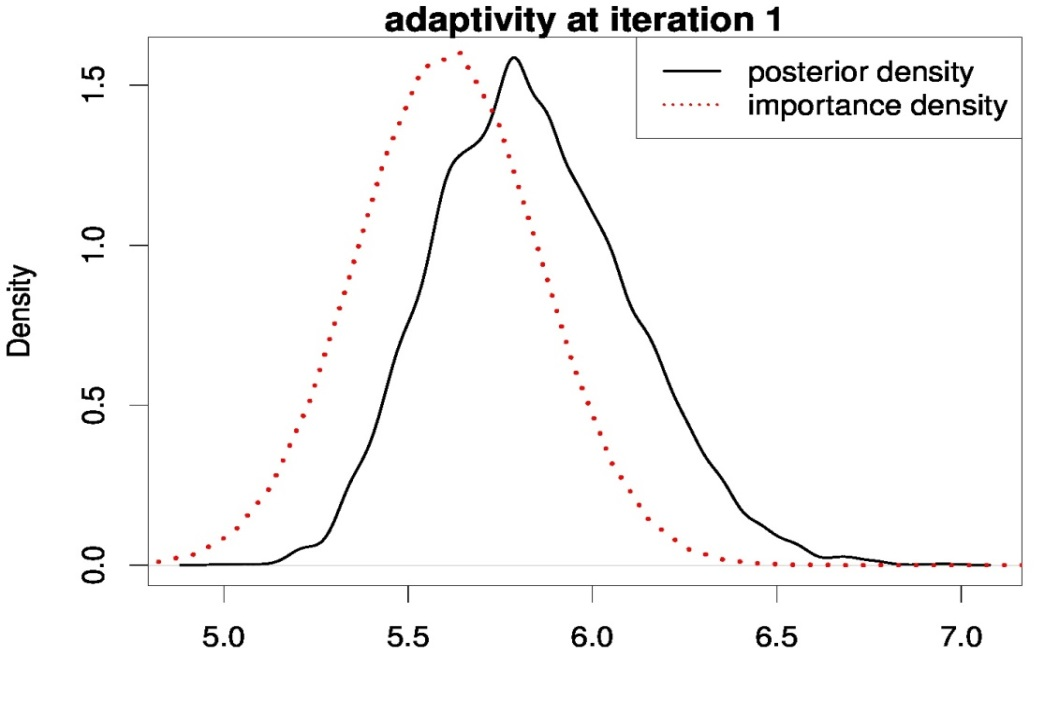 adaptivity at iteration 1
posterior density
importance density
Density
1.5
1.0
0.5
0.0
5.0 5.5 6.0 6.5 7.0